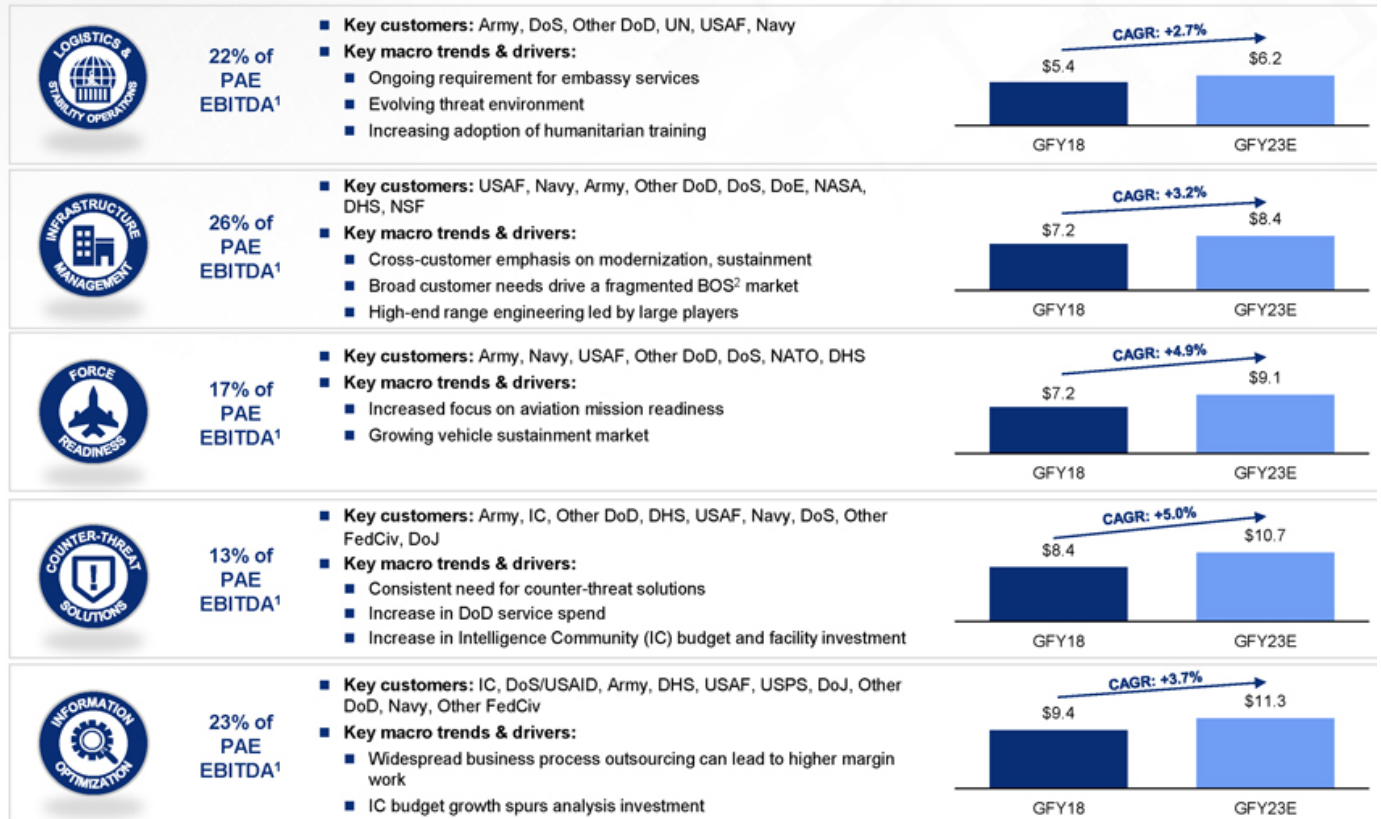 LOGISTICS &
STABILITY OPERATIONS
22% of
PAE
EBITDA¹
Key customers: Army, DoS, Other DoD, UN, USAF, Navy
Key macro trends & drivers:
Ongoing requirement for embassy services
Evolving threat environment
Increasing adoption of humanitarian training
CAGR: +2.7%
$5.4
$6.2
GFY18
GFY23E
INFRASTRUCTURE
MANAGEMENT
26% of
PAE
EBITDA¹
Key customers: USAF, Navy, Army, Other DoD, DoS, DoE, NASA,
DHS, NSF
Key macro trends & drivers:
Cross-customer emphasis on modernization, sustainment
Broad customer needs drive a fragmented BOS² market
High-end range engineering led by large players
CAGR: +3.2%
$7.2
$8.4
GFY18
GFY23E
FORCE
READINESS
17% of
PAE
EBITDA¹
Key customers: Army, Navy, USAF, Other DoD, DoS, NATO, DHS
Key macro trends & drivers:
Increased focus on aviation mission readiness
Growing vehicle sustainment market
CAGR: +4.9%
$7.2
$9.1
GFY18
GFY23E
COUNTER-THREAT
SOLUTIONS
13% of
PAE
EBITDA¹
Key customers: Army, IC, Other DoD, DHS, USAF, Navy, DoS, Other
FedCiv, DoJ
Key macro trends & drivers:
Consistent need for counter-threat solutions
Increase in DoD service spend
Increase in Intelligence Community (IC) budget and facility investment
CAGR: +5.0%
$8.4
$10.7
GFY18
GFY23E
INFORMATION
OPTIMIZATION
23% of
PAE
EBITDA¹
Key customers: IC, DoS/USAID, Army, DHS, USAF, USPS, DoJ, Other
DoD, Navy, Other FedCiv
Key macro trends & drivers:
Widespread business process outsourcing can lead to higher margin
work
IC budget growth spurs analysis investment
CAGR: +3.7%
$9.4
$11.3
GFY18
GFY23E